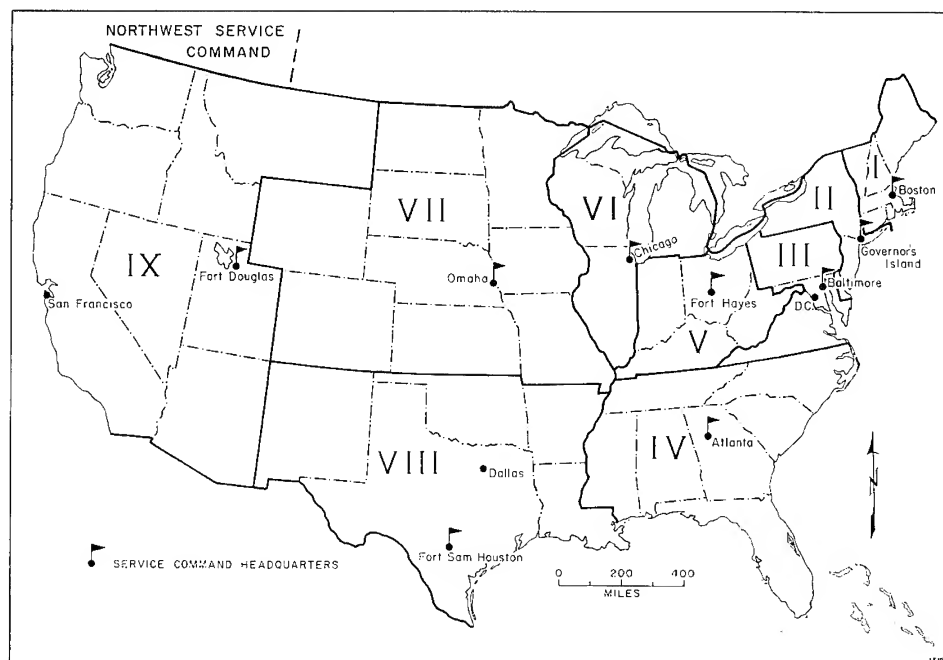 NORTHWEST SERVICE
COMMAND
I
Boston
II
VII
VI
Governor's
Island
III
Chicago
IX
Fort Douglas
Omaha
Baltimore
San Francisco
Fort Hayes
DC
V
IV
Atlanta
VIII
Dallas
Fort Sam Houston
SERVICE COMMAND HEADQUARTERS
0 200 400
MILES
N